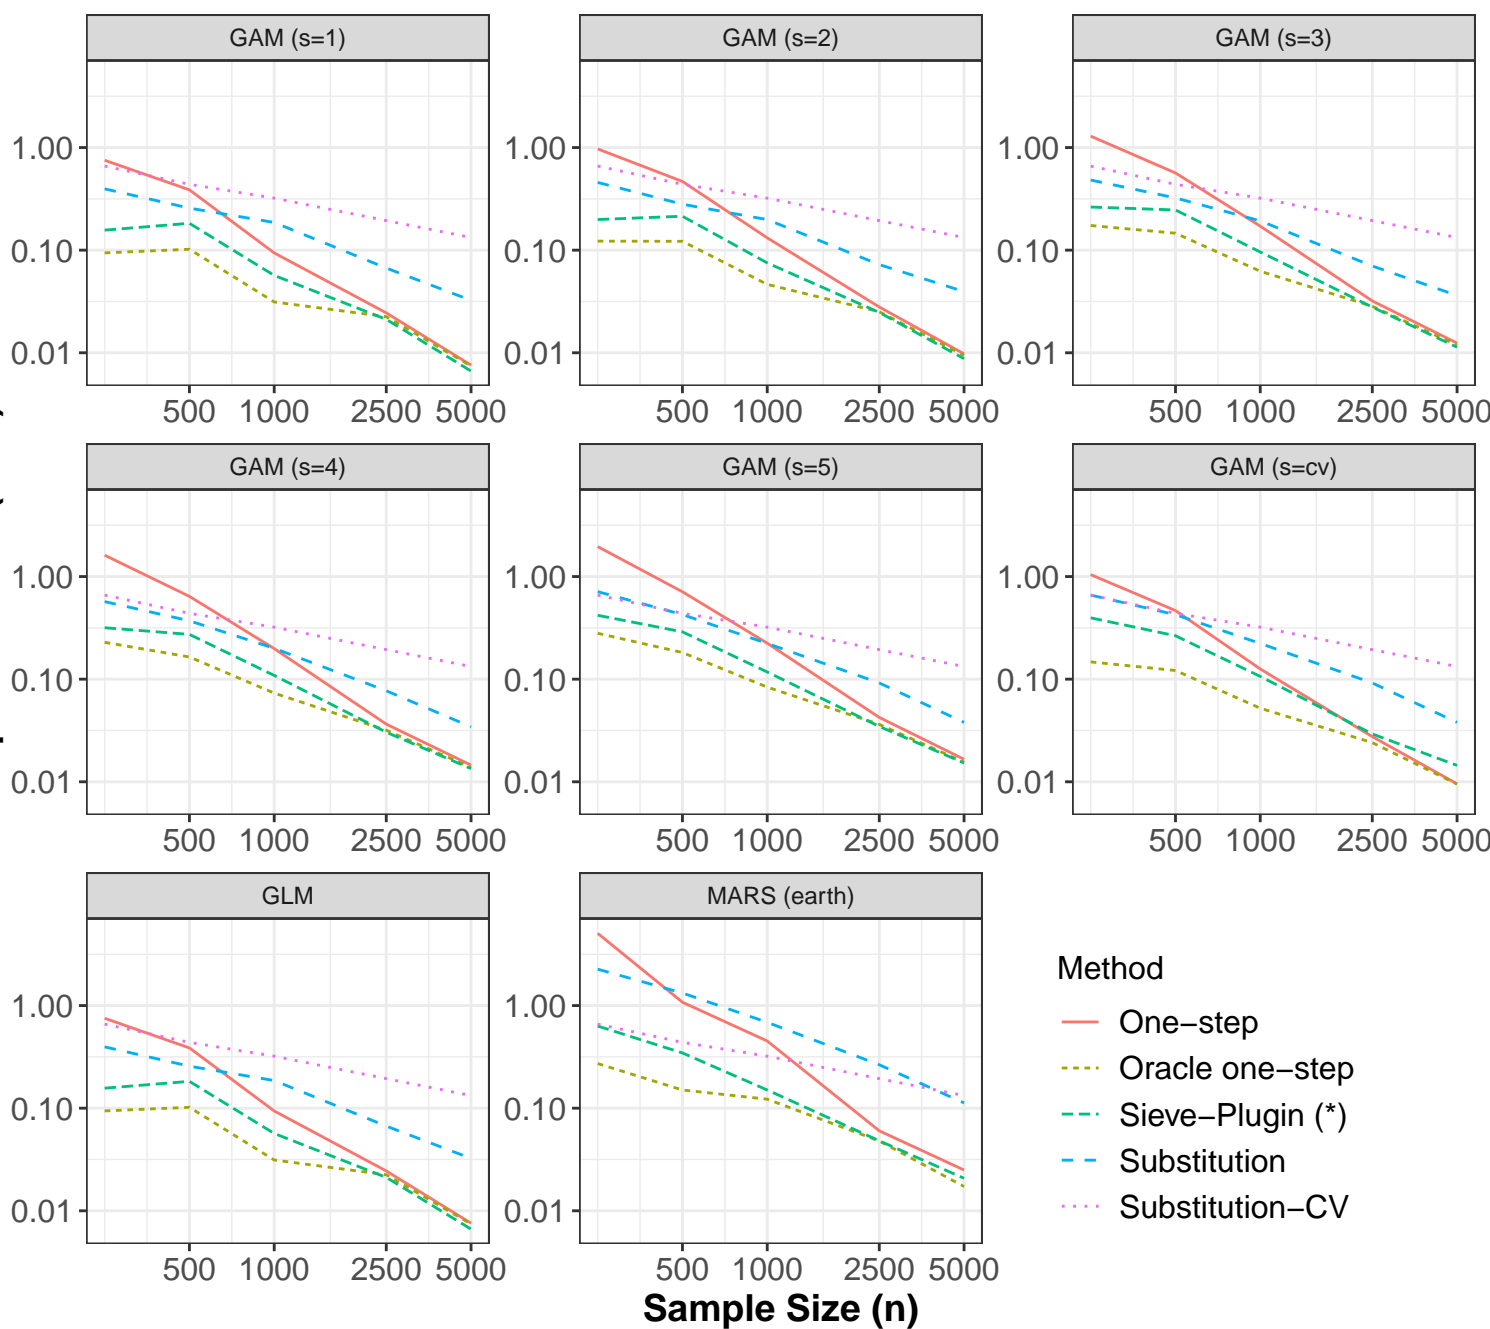 GAM (s=1) GAM (s=2) GAM (s=3)
1.00 1.00 1.00
0.10 0.10 0.10
0.01 0.01 0.01
500 1000 2500 5000 500 1000 2500 5000 500 1000 2500 5000
GAM (s=4) GAM (s=5) GAM (s=cv)
1.00 1.00 1.00
0.10 0.10 0.10
0.01 0.01 0.01
500 1000 2500 5000 500 1000 2500 5000 500 1000 2500 5000
GLM MARS (earth)
1.00 1.00
0.10 0.10
0.01 0.01
500 1000 2500 5000 500 1000 2500 5000
Sample Size (n)
Method
One−step
Oracle one−step
Sieve−Plugin (*)
Substitution
Substitution−CV